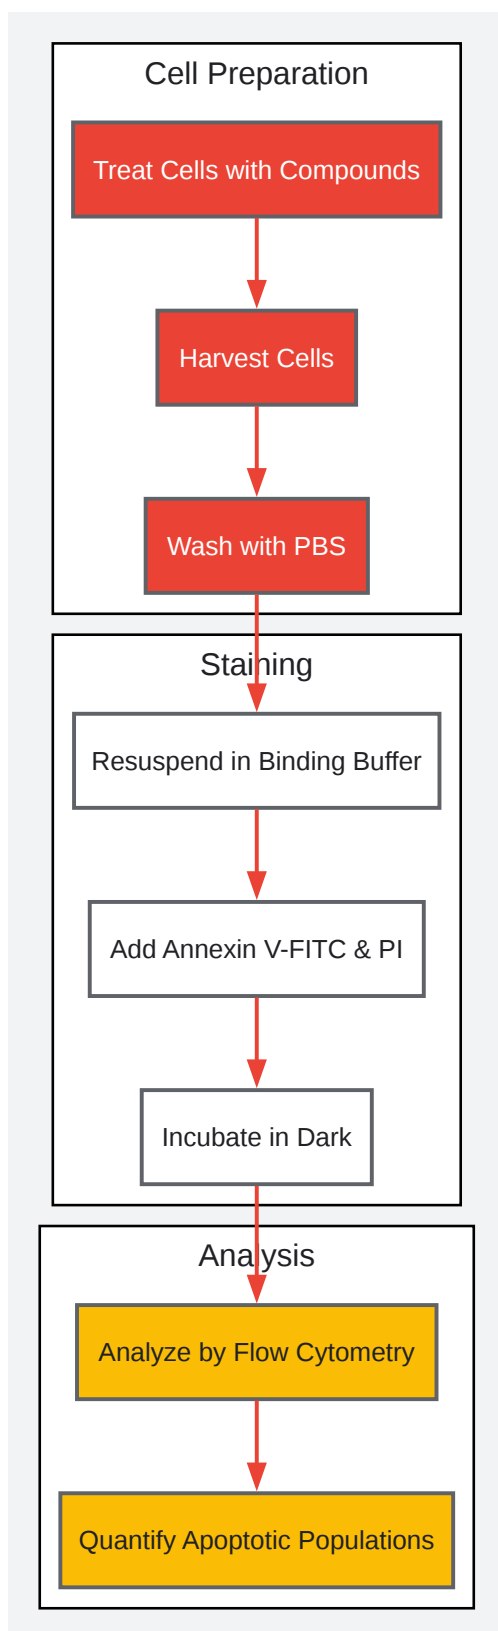 Cell Preparation
Treat Cells with Compounds
Harvest Cells
Wash with PBS
Staining
Resuspend in Binding Buffer
Add Annexin V-FITC & PI
Incubate in Dark
Analysis
Analyze by Flow Cytometry
Quantify Apoptotic Populations